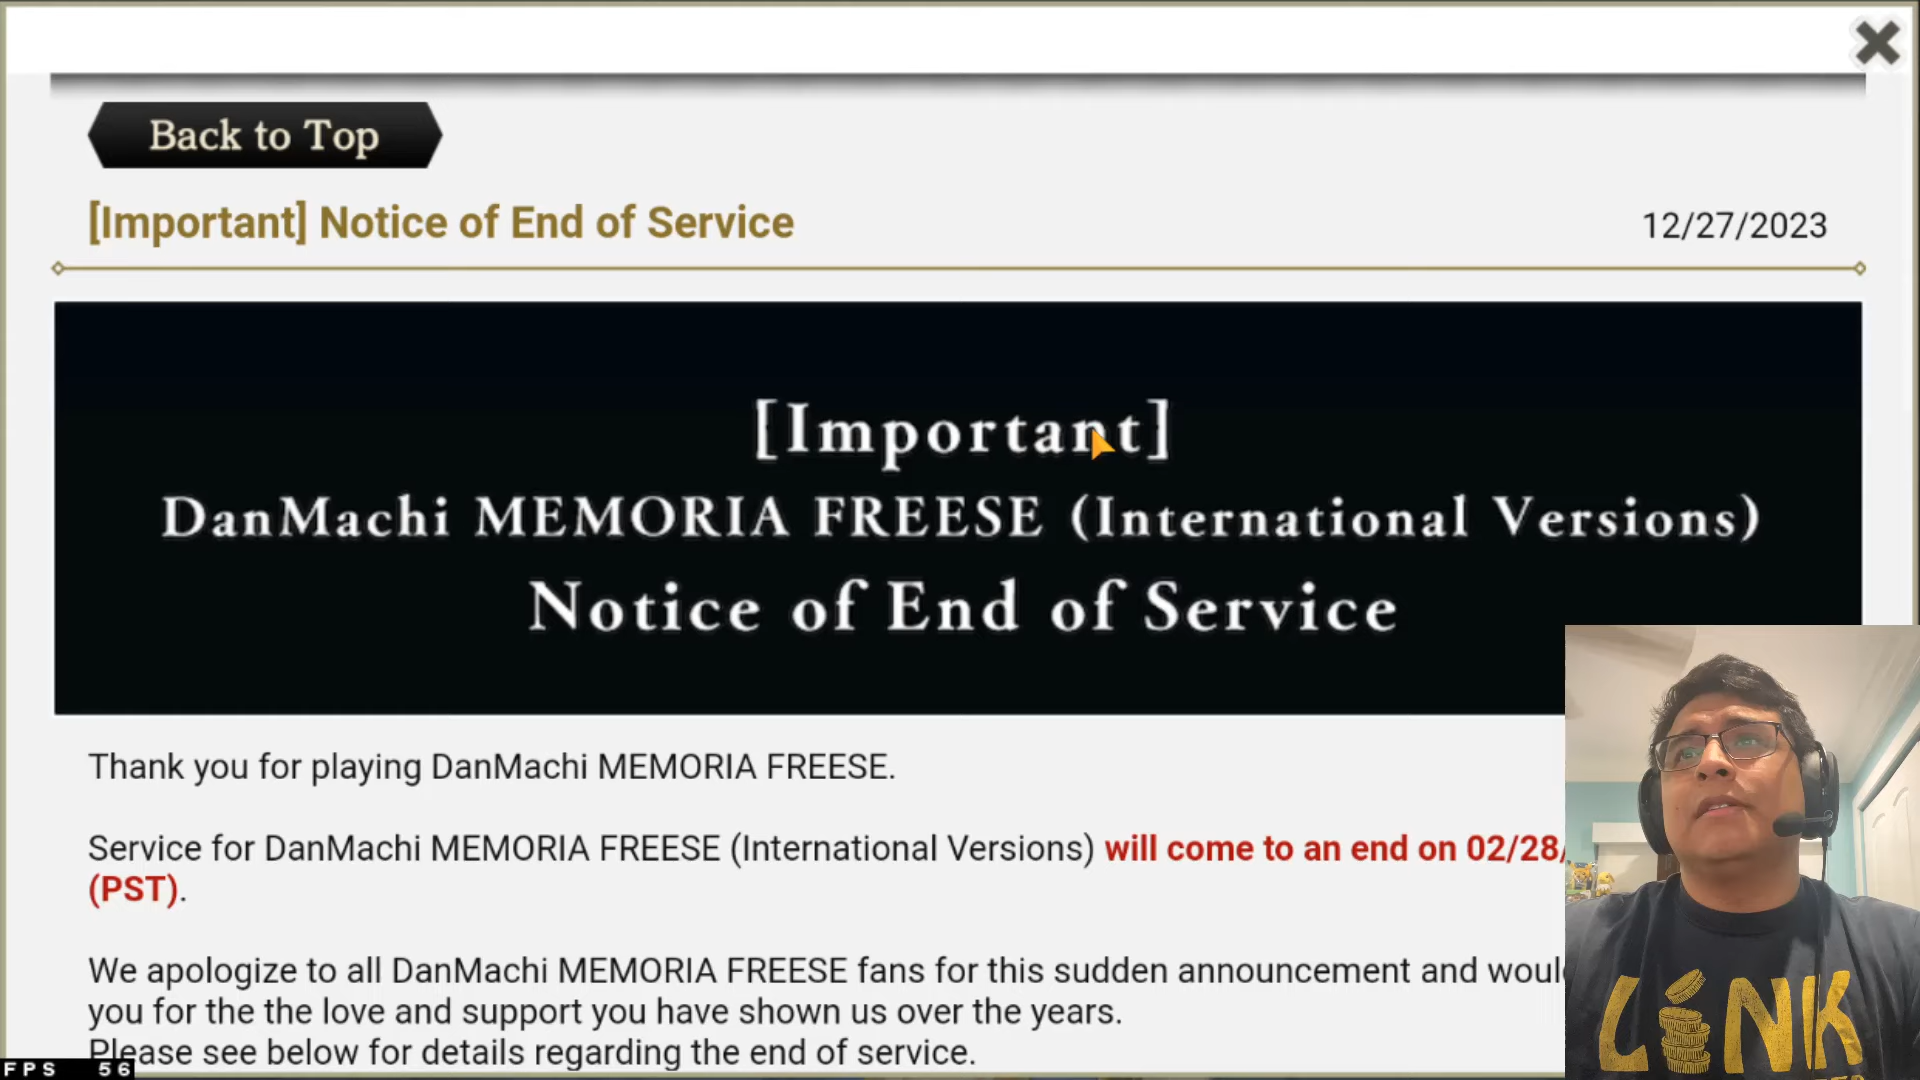 Back to Top
[Important] Notice of End of Service
12/27/2023
[Important]
DanMachi MEMORIA FREESE (International Versions)
Notice of End of Service
Thank you for playing DanMachi MEMORIA FREESE.
Service for DanMachi MEMORIA FREESE (International Versions) will come to an end on 02/28/
(PST).
We apologize to all DanMachi MEMORIA FREESE fans for this sudden announcement and woul
you for the the love and support you have shown us over the years.
Please see below for details regarding the end of service.
FPS 56
LINK